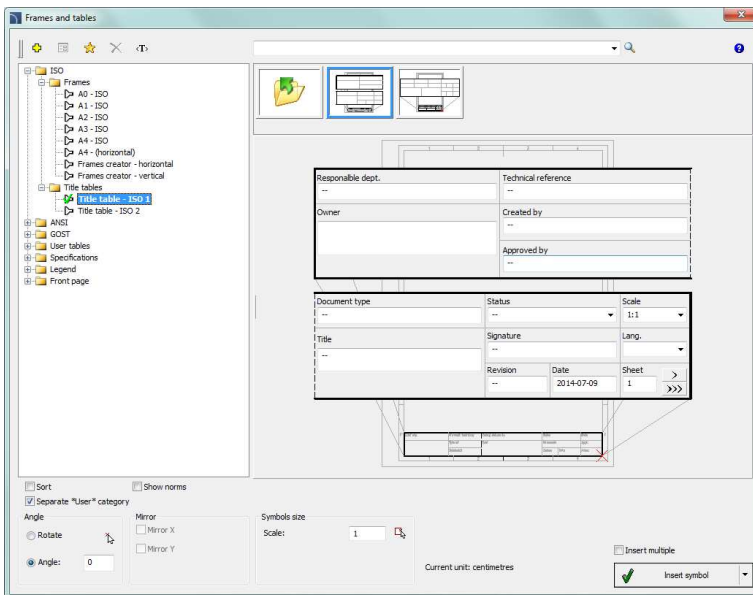 Frames and tables
‹T›
ISO
Frames
A0 - ISO
A1 - ISO
A2 - ISO
A3 - ISO
A4 - ISO
A4 - (horizontal)
Frames creator - horizontal
Frames creator - vertical
Title tables
Title table - ISO 1
Title table - ISO 2
ANSI
GOST
User tables
Specifications
Legend
Front page
Responsible dept.
--
Technical reference
--
Owner
Created by
--
Approved by
--
Document type
--
Status
--
Scale
1:1
Title
--
Signature
--
Lang.
Revision
--
Date
2014-07-09
Sheet
1
>
>>>
Sort
Show norms
Separate "User" category
Angle
Rotate
Angle:
0
Mirror
Mirror X
Mirror Y
Symbols size
Scale:
1
Current unit: centimetres
Insert multiple
Insert symbol